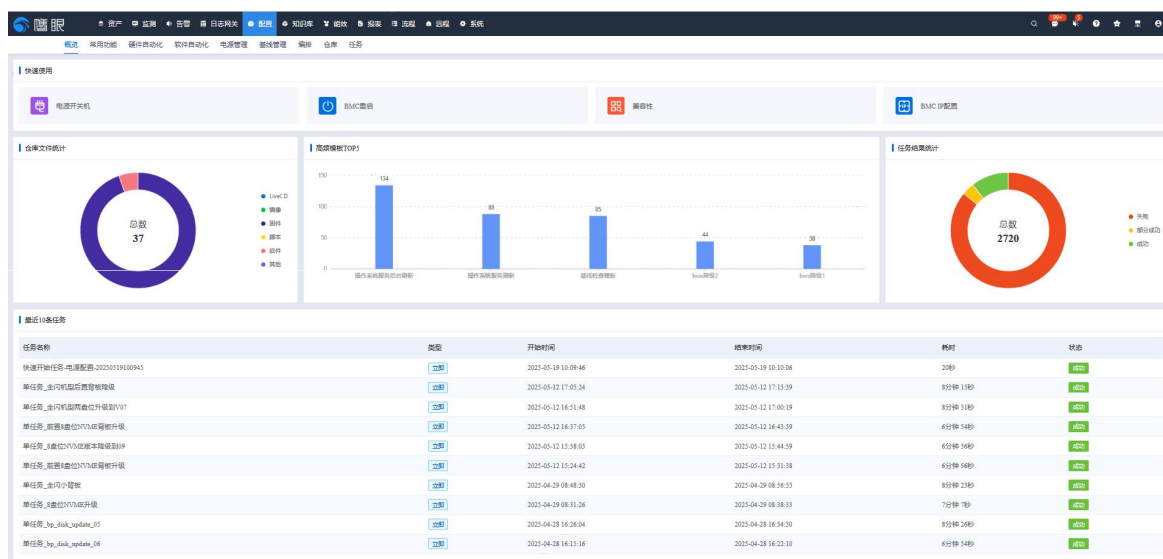 鹰眼 资产 监测 告警 日志网关 配置 知识库 能效 报表 流程 远程 系统 99+ 5
概览 常用功能 硬件自动化 软件自动化 电源管理 基线管理 编排 仓库 任务
快速使用
电源开关机 BMC重启 兼容性 BMC IP配置
仓库文件统计 高频模板TOP5 任务结果统计
总数
37
LiveCD
镜像
固件
脚本
软件
其他
150
100
50
0
134 88 85 44 38
操作系统服务后台刷新 操作系统服务刷新 基线检查模板 bios降级2 bios降级1
总数
2720
失败
部分成功
成功
最近10条任务
任务名称 类型 开始时间 结束时间 耗时 状态
快速开始任务-电源配置-20250519100945 立即 2025-05-19 10:09:46 2025-05-19 10:10:06 20秒 成功
单任务_金闪机型后置背板降级 立即 2025-05-12 17:05:24 2025-05-12 17:13:39 8分钟 15秒 成功
单任务_金闪机型两盘位升级到V07 立即 2025-05-12 16:51:48 2025-05-12 17:00:19 8分钟 31秒 成功
单任务_前置8盘位NVME背板升级 立即 2025-05-12 16:37:05 2025-05-12 16:43:59 6分钟 54秒 成功
单任务_8盘位NVME版本降级到09 立即 2025-05-12 15:38:03 2025-05-12 15:44:59 6分钟 56秒 成功
单任务_前置8盘位NVME背板升级 立即 2025-05-12 15:24:42 2025-05-12 15:31:38 6分钟 56秒 成功
单任务_金闪小背板 立即 2025-04-29 08:48:30 2025-04-29 08:56:53 8分钟 23秒 成功
单任务_8盘位NVME升级 立即 2025-04-29 08:31:26 2025-04-29 08:38:33 7分钟 7秒 成功
单任务_bp_disk_update_05 立即 2025-04-28 16:26:04 2025-04-28 16:34:30 8分钟 26秒 成功
单任务_bp_disk_update_06 立即 2025-04-28 16:15:16 2025-04-28 16:22:10 6分钟 54秒 成功